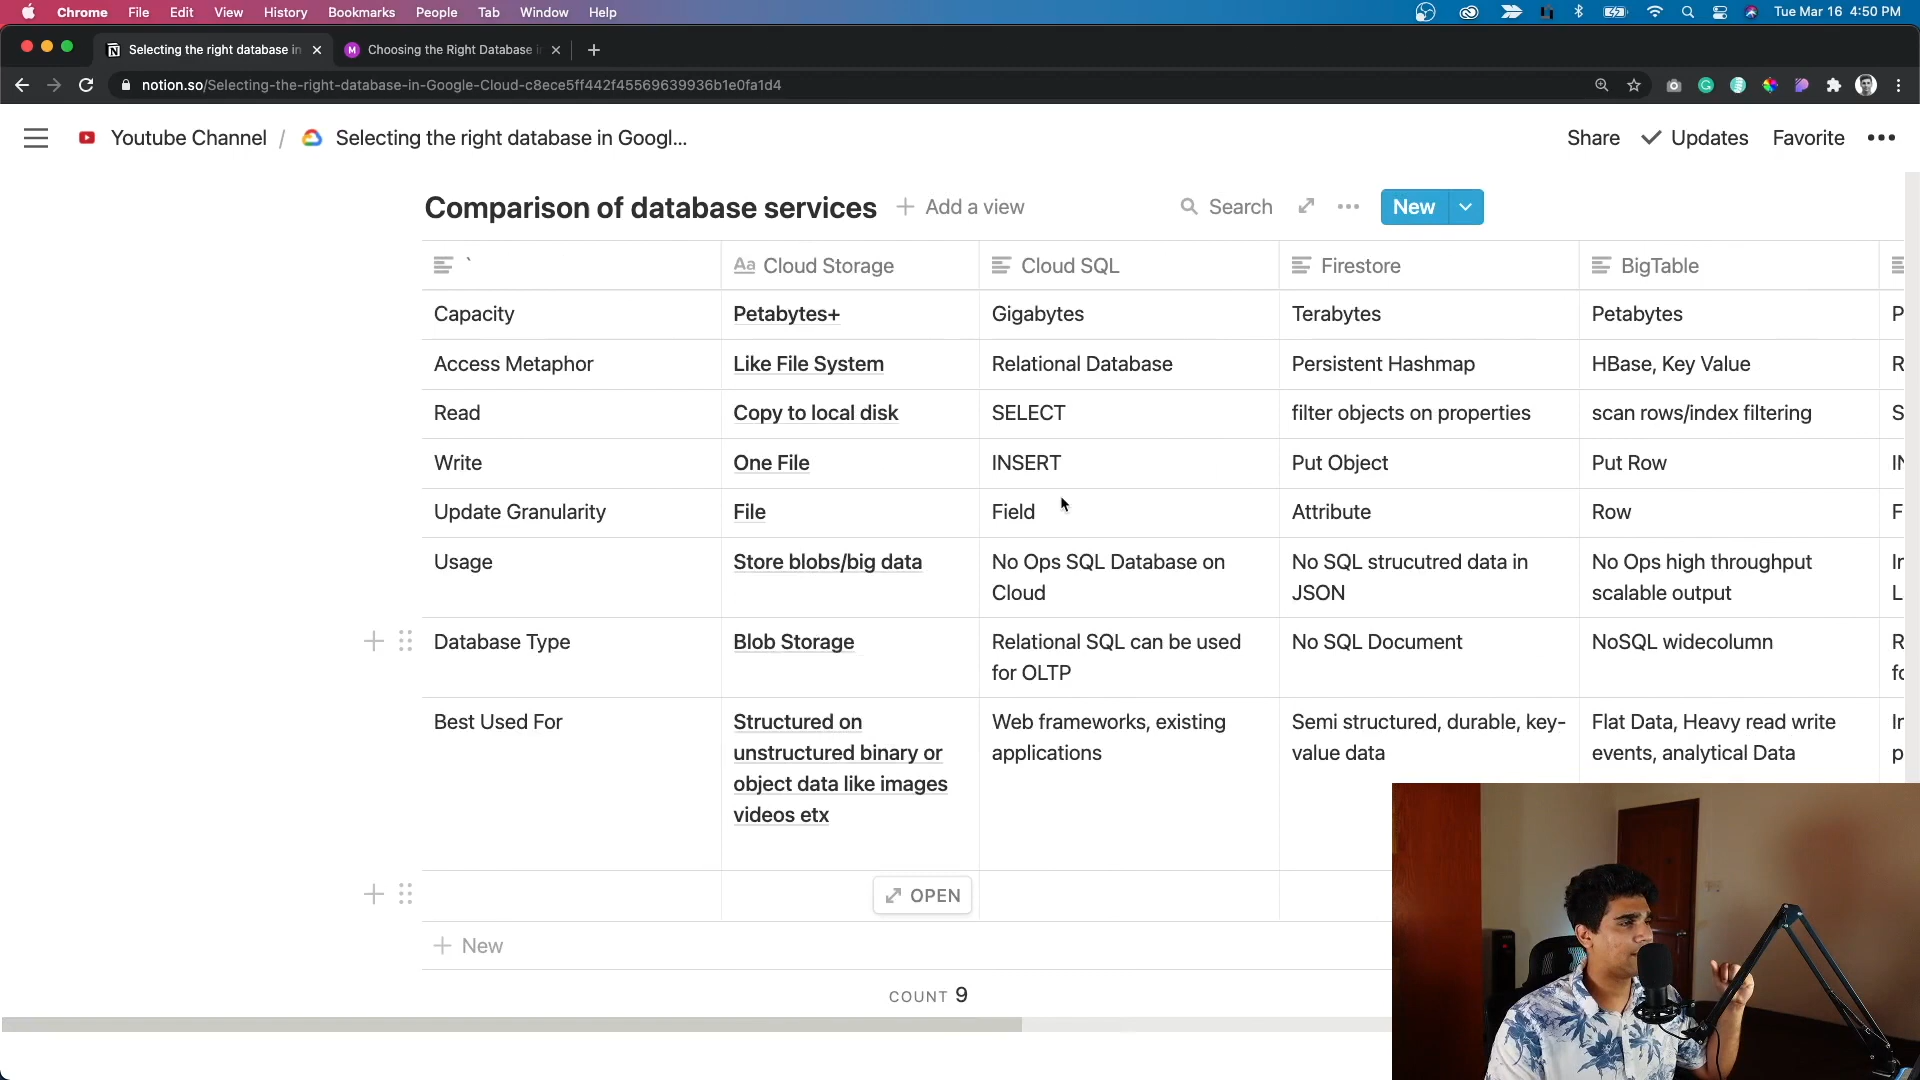 Chrome File Edit View History Bookmarks People Tab Window Help Tue Mar 16 4:50 PM
Selecting the right database in Choosing the Right Database i
notion.so/Selecting-the-right-database-in-Google-Cloud-c8ece5ff442f45569639936b1e0fa1d4
Youtube Channel / Selecting the right database in Googl... Share Updates Favorite
Comparison of database services Add a view Search New
` Cloud Storage Cloud SQL Firestore BigTable
Capacity Petabytes+ Gigabytes Terabytes Petabytes P
Access Metaphor Like File System Relational Database Persistent Hashmap HBase, Key Value R
Read Copy to local disk SELECT filter objects on properties scan rows/index filtering S
Write One File INSERT Put Object Put Row IN
Update Granularity File Field Attribute Row F
Usage Store blobs/big data No Ops SQL Database on No SQL strucutred data in No Ops high throughput In
Cloud JSON scalable output L
Database Type Blob Storage Relational SQL can be used No SQL Document NoSQL widecolumn R
for OLTP fo
Best Used For Structured on Web frameworks, existing Semi structured, durable, key- Flat Data, Heavy read write In
unstructured binary or applications value data events, analytical Data p
object data like images
videos etx
OPEN
New
COUNT 9